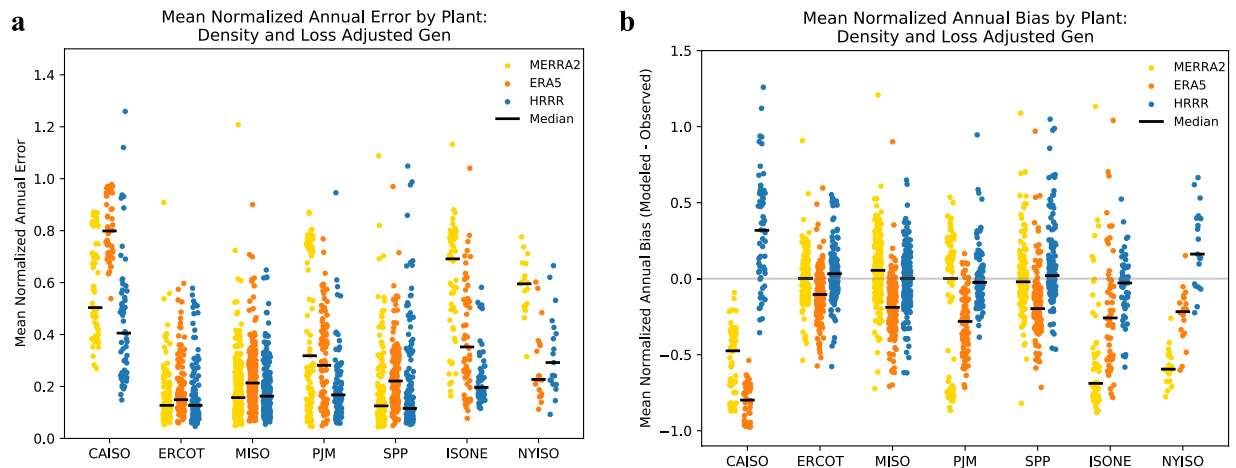 a
Mean Normalized Annual Error by Plant:
Density and Loss Adjusted Gen
Mean Normalized Annual Error
1.4
1.2
1.0
0.8
0.6
0.4
0.2
0.0
MERRA2
ERA5
HRRR
Median
CAISO ERCOT MISO PJM SPP ISONE NYISO
b
Mean Normalized Annual Bias by Plant:
Density and Loss Adjusted Gen
Mean Normalized Annual Bias (Modeled - Observed)
1.5
1.0
0.5
0.0
−0.5
−1.0
MERRA2
ERA5
HRRR
Median
CAISO ERCOT MISO PJM SPP ISONE NYISO